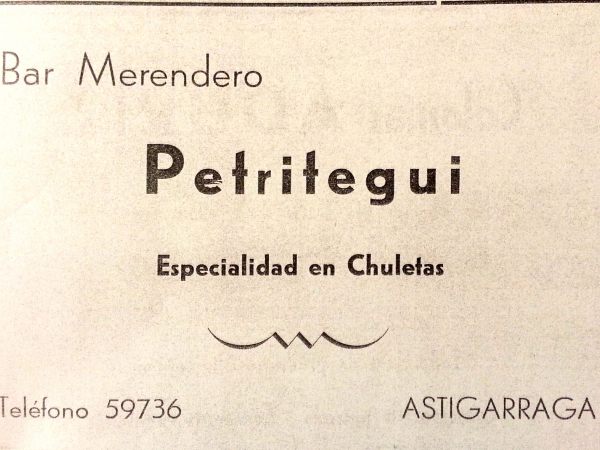 Bar Merendero
Petritegui
Especialidad en Chuletas
Teléfono 59736
ASTIGARRAGA